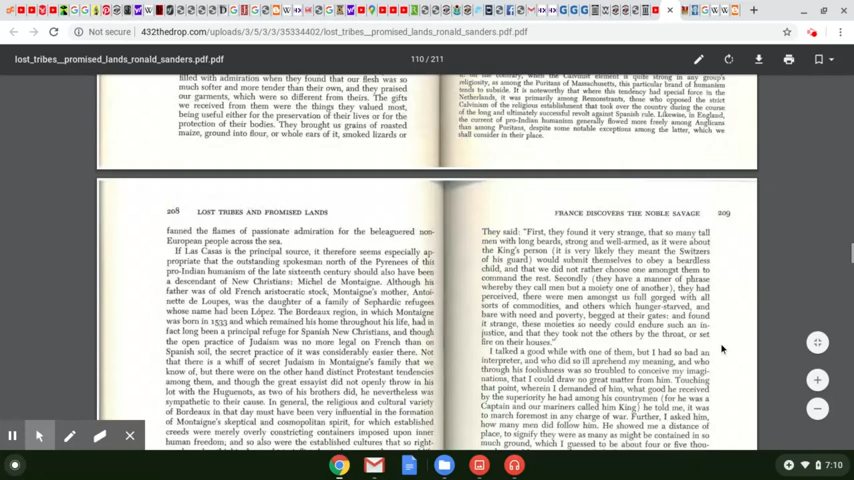 432thedrop.com/uploads/3/5/3/3/35334402/lost_tribes__promised_lands_ronald_sanders.pdf.pdf
lost_tribes__promised_lands_ronald_sanders.pdf.pdf
110 / 211
filled with admiration when they found that our flesh was so
much softer and more tender than their own, and they praised
our garments, which were so different from theirs. The gifts
we received from them were the things they valued most,
being useful either for the preservation of their lives or for the
protection of their bodies. They brought us grains of roasted
maize, ground into flour, or whole ears of it, smoked lizards or
on the contrary, when the Calvinist element is quite strong in any group's
religiosity, as among the Puritans of Massachusetts, this particular brand of humanism
tends to subside. It is noteworthy that where this tendency had special force in the
Netherlands, it was primarily among Remonstrants, those who opposed the strict
Calvinism of the religious establishment that took over the country during the course
of the long and ultimately successful revolt against Spanish rule. Likewise, in England,
the current of pro-Indian humanism generally flowed more freely among Anglicans
than among Puritans, despite some notable exceptions among the latter, which we
shall consider in their place.
208 LOST TRIBES AND PROMISED LANDS
fanned the flames of passionate admiration for the beleaguered non-
European people across the sea.
If Las Casas is the principal source, it therefore seems especially ap-
propriate that the outstanding spokesman north of the Pyrenees of this
pro-Indian humanism of the late sixteenth century should also have been
a descendant of New Christians: Michel de Montaigne. Although his
father was of old French aristocratic stock, Montaigne's mother, Antoi-
nette de Loupes, was the daughter of a family of Sephardic refugees
whose name had been López. The Bordeaux region, in which Montaigne
was born in 1533 and which remained his home throughout his life, had in
fact long been a principal refuge for Spanish New Christians, and though
the open practice of Judaism was no more legal on French than on
Spanish soil, the secret practice of it was considerably easier there. Not
that there is a whiff of secret Judaism in Montaigne's family that we
know of, but there were on the other hand distinct Protestant tendencies
among them, and though the great essayist did not openly throw in his
lot with the Huguenots, as two of his brothers did, he nevertheless was
sympathetic to their cause. In general, the religious and cultural variety
of Bordeaux in that day must have been very influential in the formation
of Montaigne's skeptical and cosmopolitan spirit, for which established
creeds were merely overly constricting containers imposed upon inner
human freedom; and so also were the established cultures that so right-
FRANCE DISCOVERS THE NOBLE SAVAGE 209
They said: "First, they found it very strange, that so many tall
men with long beards, strong and well-armed, as it were about
the King's person (it is very likely they meant the Switzers
of his guard) would submit themselves to obey a beardless
child, and that we did not rather choose one amongst them to
command the rest. Secondly (they have a manner of phrase
whereby they call men but a moiety one of another), they had
perceived, there were men amongst us full gorged with all
sorts of commodities, and others which hunger-starved, and
bare with need and poverty, begged at their gates: and found
it strange, these moieties so needy could endure such an in-
justice, and that they took not the others by the throat, or set
fire on their houses."
I talked a good while with one of them, but I had so bad an
interpreter, and who did so ill aprehend my meaning, and who
through his foolishness was so troubled to conceive my imagi-
nations, that I could draw no great matter from him. Touching
that point, wherein I demanded of him, what good he received
by the superiority he had among his countrymen (for he was a
Captain and our mariners called him King) he told me, it was
to march foremost in any charge of war. Further, I asked him,
how many men did follow him. He showed me a distance of
place, to signify they were as many as might be contained in so
much ground, which I guessed to be about four or five thou-
7:10